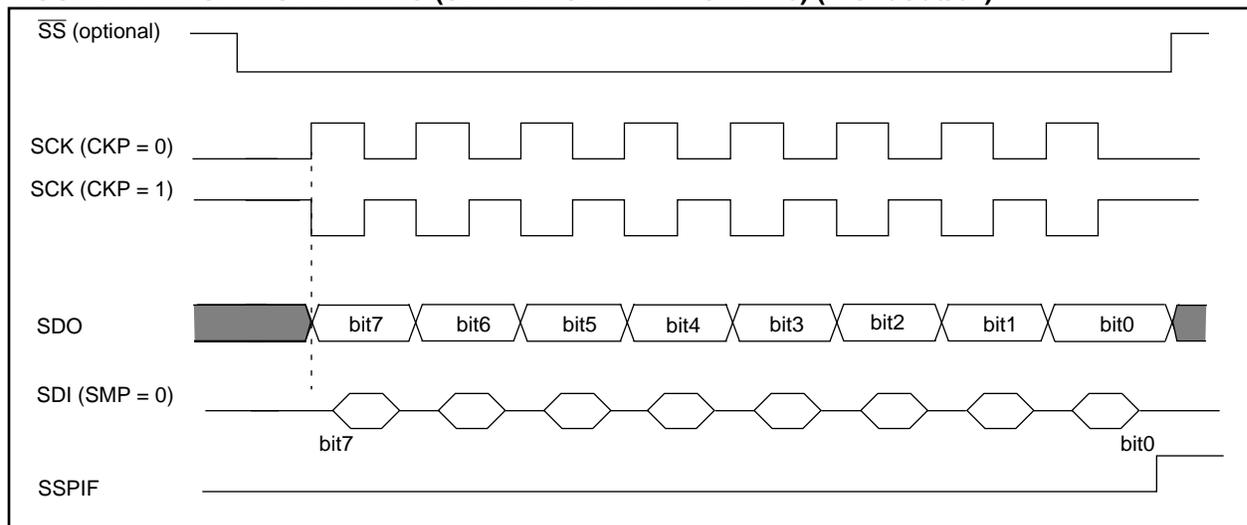 SS (optional)
SCK (CKP = 0)
SCK (CKP = 1)
SDO
bit7 bit6 bit5 bit4 bit3 bit2 bit1 bit0
SDI (SMP = 0)
bit7 bit0
SSPIF